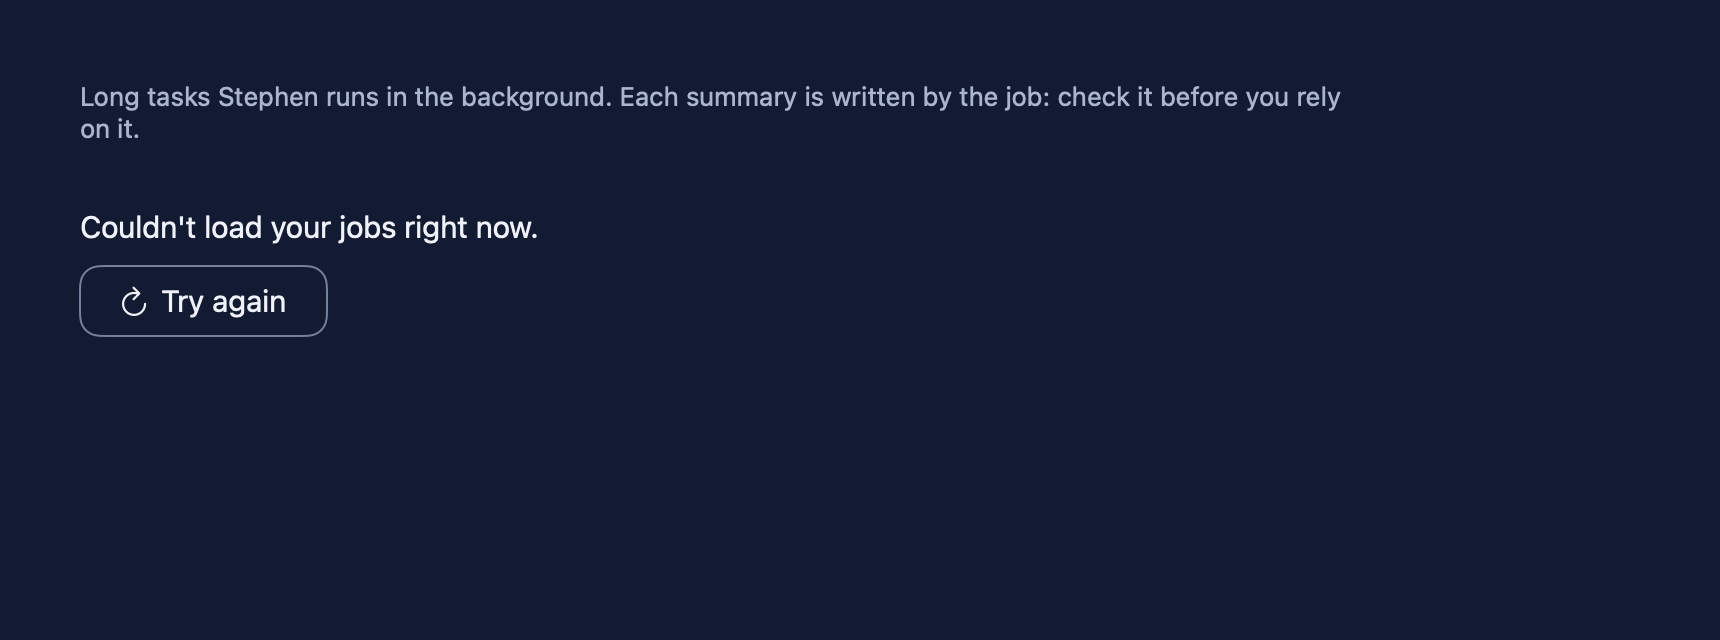 Long tasks Stephen runs in the background. Each summary is written by the job: check it before you rely
on it.
Couldn't load your jobs right now.
Try again